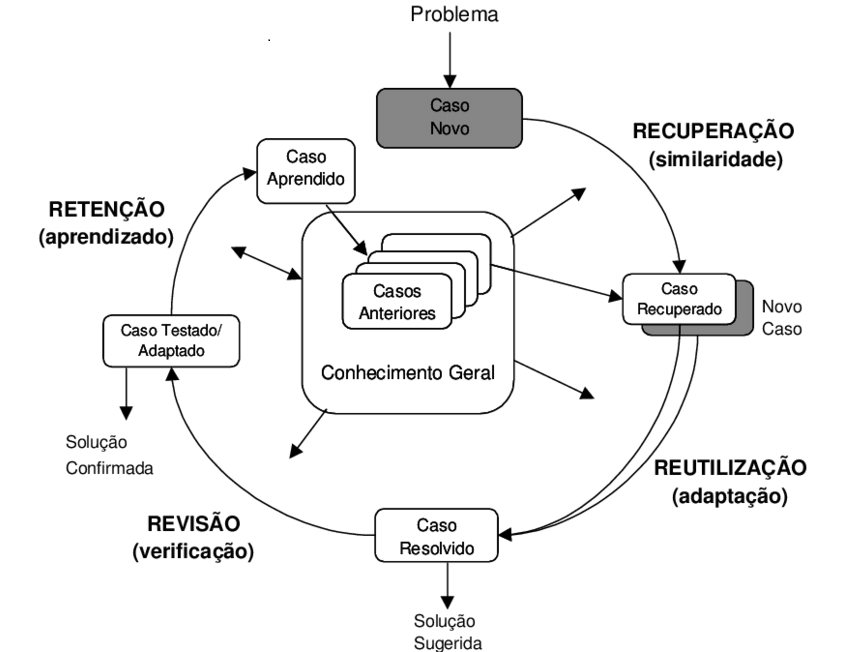 Problema
Caso
Novo
RECUPERAÇÃO
(similaridade)
Caso
Aprendido
RETENÇÃO
(aprendizado)
Casos
Anteriores
Conhecimento Geral
Caso
Recuperado
Novo
Caso
Caso Testado/
Adaptado
Solução
Confirmada
REUTILIZAÇÃO
(adaptação)
REVISÃO
(verificação)
Caso
Resolvido
Solução
Sugerida